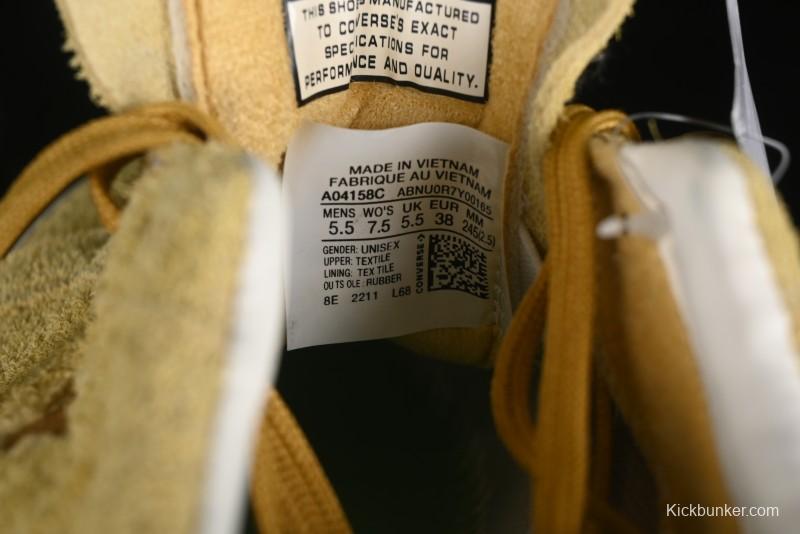 THIS SHOE MANUFACTURED
TO CONVERSE'S EXACT
SPECIFICATIONS FOR
PERFORMANCE AND QUALITY.
MADE IN VIETNAM
FABRIQUE AU VIETNAM
A04158C ABNU0R7Y00165
MENS WO'S UK EUR MM
5.5 7.5 5.5 38 245(2.5)
GENDER: UNISEX
UPPER: TEXTILE
LINING: TEXTILE
OUTSOLE: RUBBER
8E 2211 L68
CONVERSE
Kickbunker.com